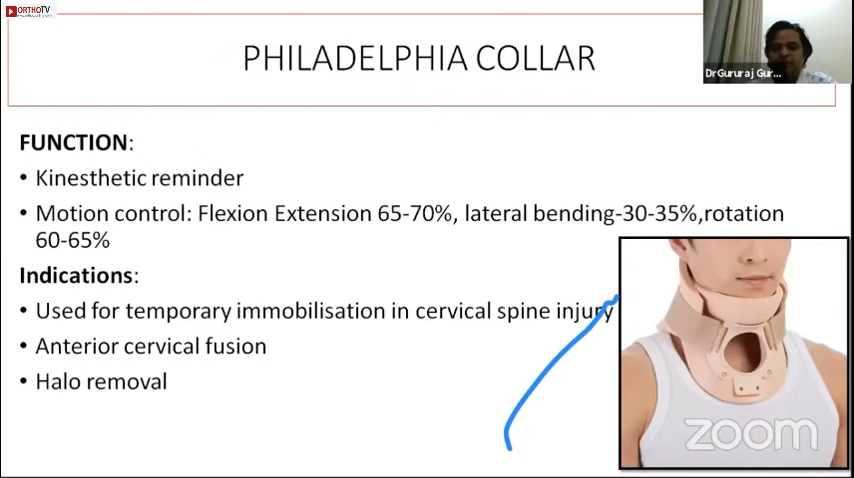 ORTHOTV
PHILADELPHIA COLLAR
Dr Gururaj Gur...
FUNCTION:
• Kinesthetic reminder
• Motion control: Flexion Extension 65-70%, lateral bending-30-35%,rotation
60-65%
Indications:
• Used for temporary immobilisation in cervical spine injury
• Anterior cervical fusion
• Halo removal
zoom